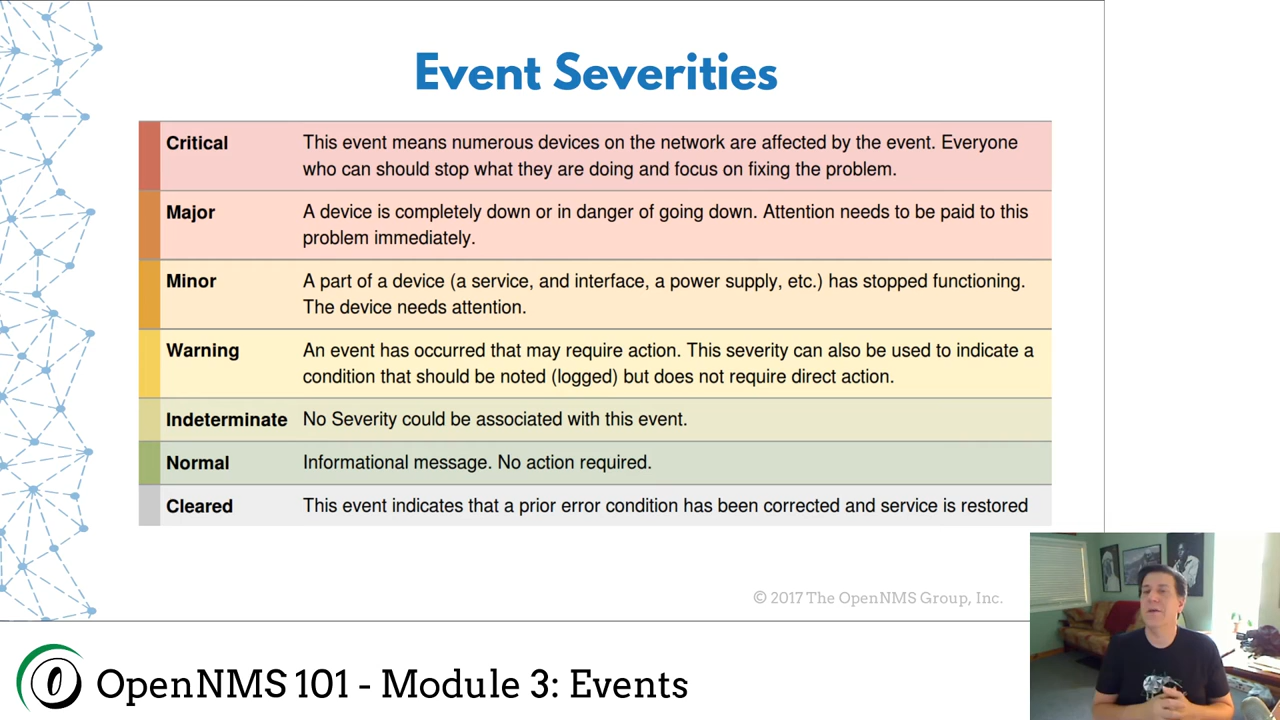 Event Severities
Critical This event means numerous devices on the network are affected by the event. Everyone
who can should stop what they are doing and focus on fixing the problem.
Major A device is completely down or in danger of going down. Attention needs to be paid to this
problem immediately.
Minor A part of a device (a service, and interface, a power supply, etc.) has stopped functioning.
The device needs attention.
Warning An event has occurred that may require action. This severity can also be used to indicate a
condition that should be noted (logged) but does not require direct action.
Indeterminate No Severity could be associated with this event.
Normal Informational message. No action required.
Cleared This event indicates that a prior error condition has been corrected and service is restored
© 2017 The OpenNMS Group, Inc.
OpenNMS 101 - Module 3: Events